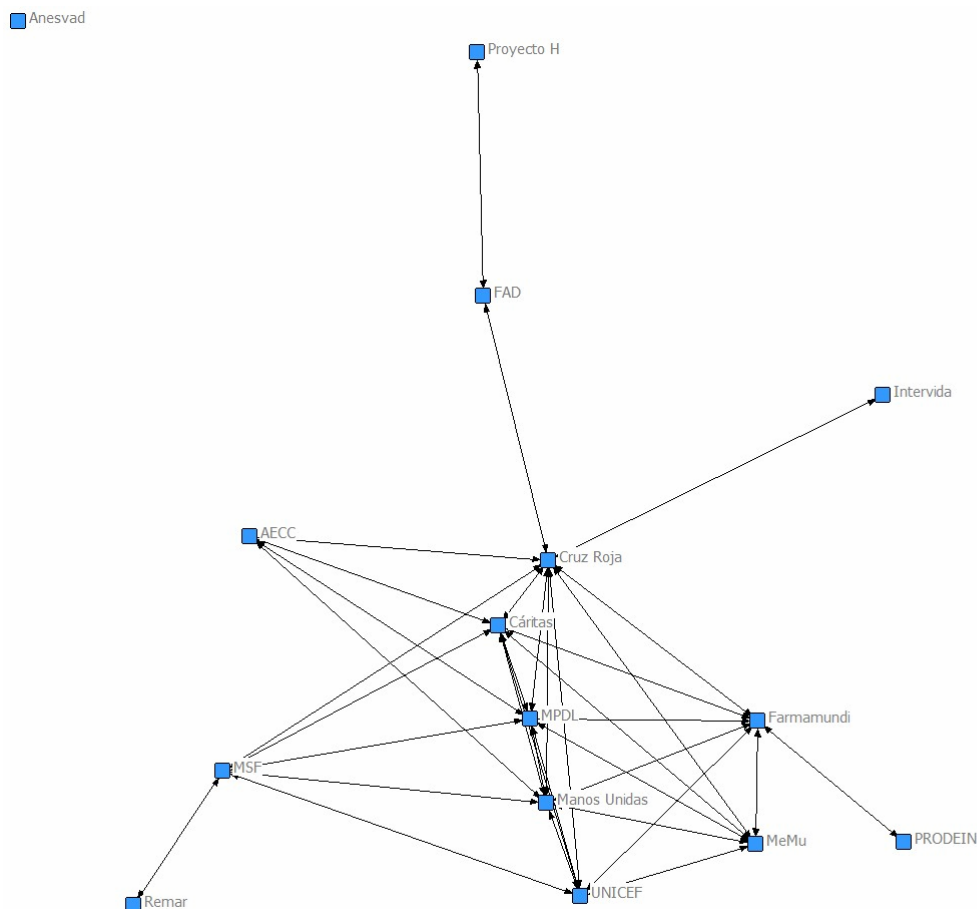 Anesvad
Proyecto H
FAD
Intervida
AECC
Cruz Roja
Cáritas
MPDL
Farmamundi
MSF
Manos Unidas
MeMu
PRODEIN
UNICEF
Remar